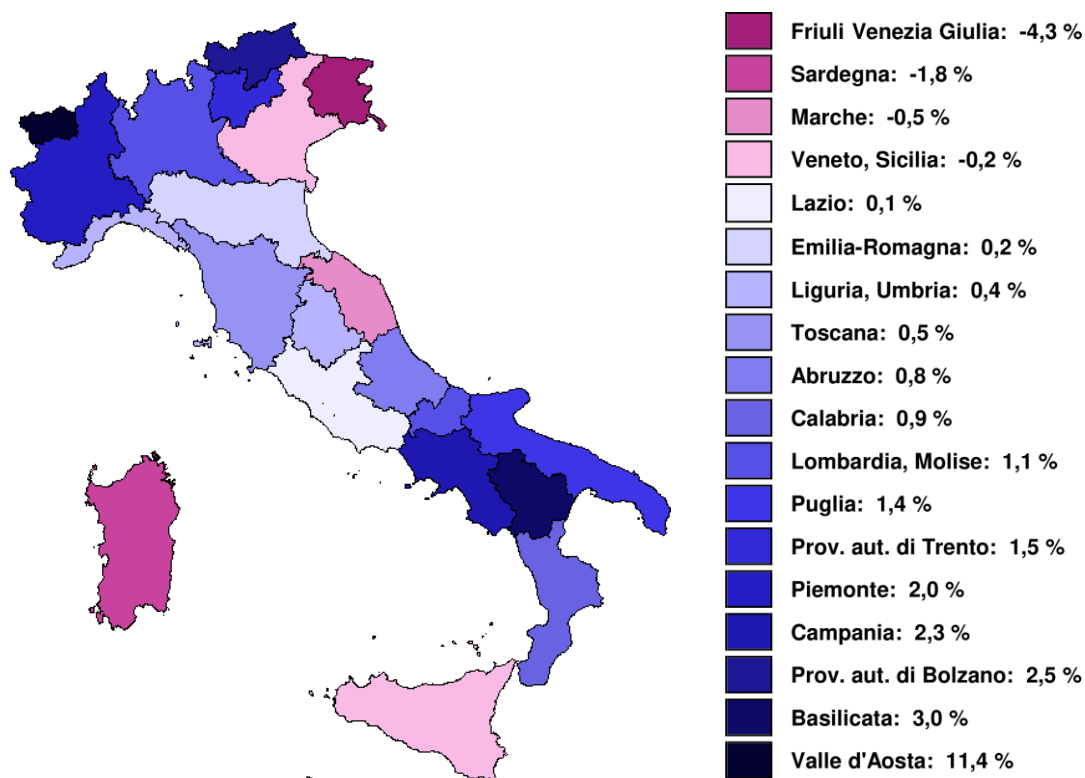 Friuli Venezia Giulia: -4,3 %
Sardegna: -1,8 %
Marche: -0,5 %
Veneto, Sicilia: -0,2 %
Lazio: 0,1 %
Emilia-Romagna: 0,2 %
Liguria, Umbria: 0,4 %
Toscana: 0,5 %
Abruzzo: 0,8 %
Calabria: 0,9 %
Lombardia, Molise: 1,1 %
Puglia: 1,4 %
Prov. aut. di Trento: 1,5 %
Piemonte: 2,0 %
Campania: 2,3 %
Prov. aut. di Bolzano: 2,5 %
Basilicata: 3,0 %
Valle d'Aosta: 11,4 %